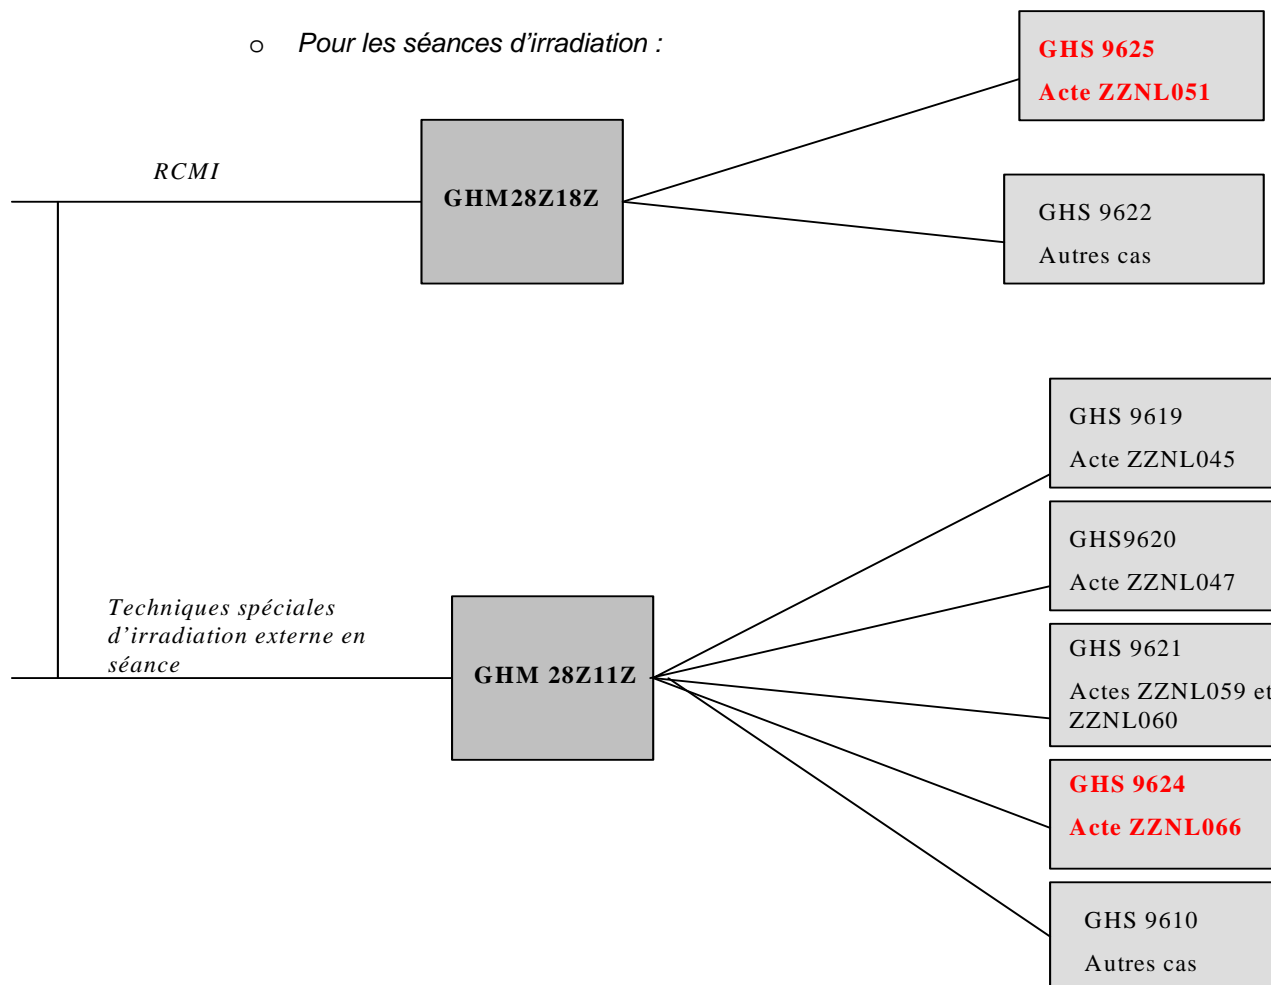 o Pour les séances d’irradiation :
GHS 9625
Acte ZZNL051
RCMI
GHM28Z18Z
GHS 9622
Autres cas
GHS 9619
Acte ZZNL045
GHS9620
Acte ZZNL047
Techniques spéciales
d’irradiation externe en
séance
GHM 28Z11Z
GHS 9621
Actes ZZNL059 et
ZZNL060
GHS 9624
Acte ZZNL066
GHS 9610
Autres cas